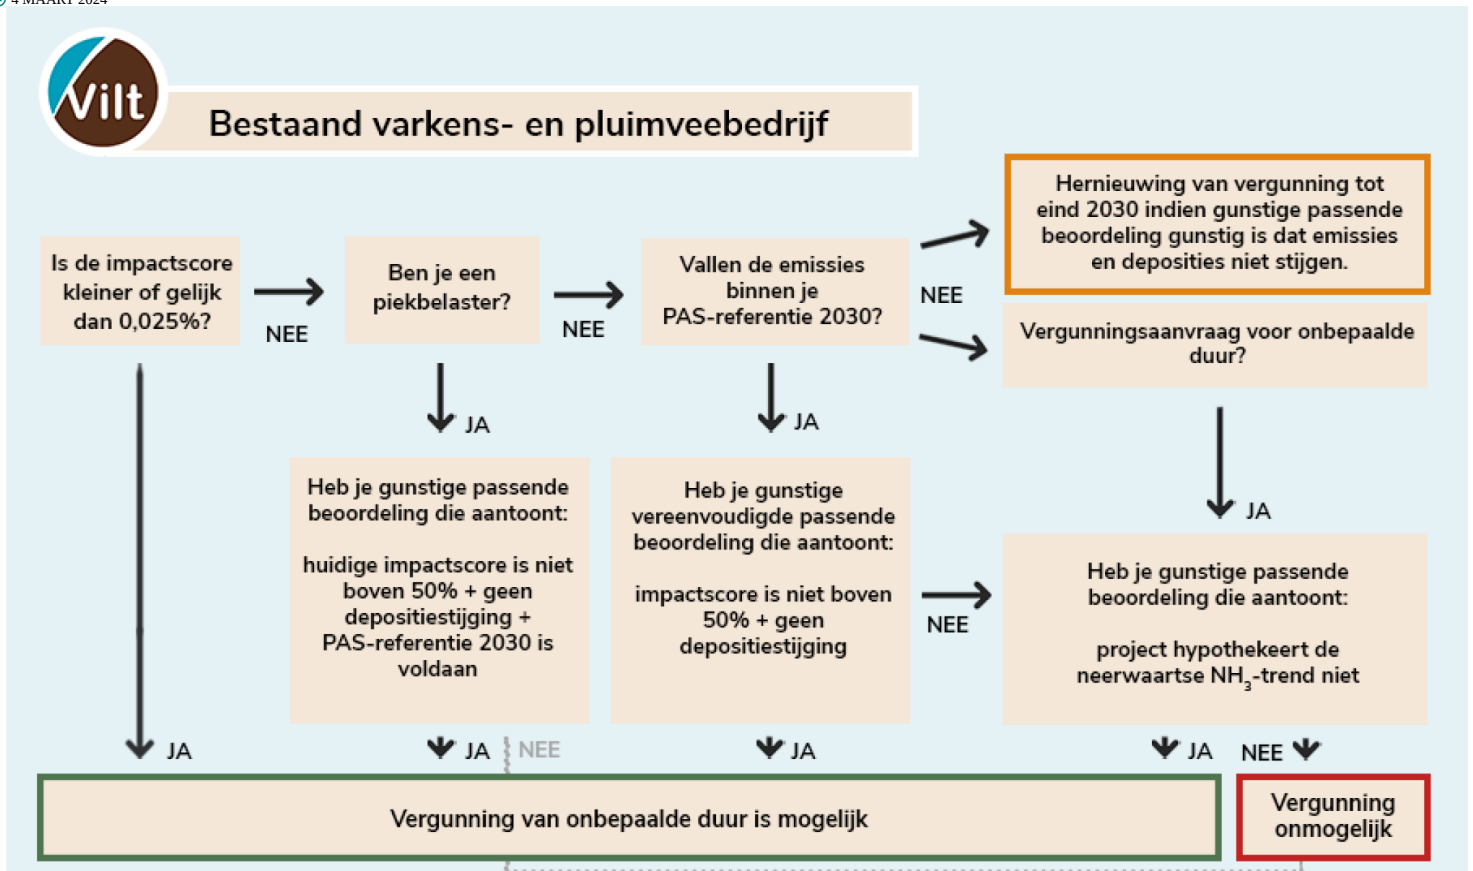 4 MAART 2024
Vilt
Bestaand varkens- en pluimveebedrijf
Is de impactscore
kleiner of gelijk
dan 0,025%?
NEE
JA
Ben je een
piekbelaster?
NEE
JA
Vallen de emissies
binnen je
PAS-referentie 2030?
NEE
JA
Hernieuwing van vergunning tot
eind 2030 indien gunstige passende
beoordeling gunstig is dat emissies
en deposities niet stijgen.
Vergunningsaanvraag voor onbepaalde
duur?
JA
Heb je gunstige passende
beoordeling die aantoont:
huidige impactscore is niet
boven 50% + geen
depositiestijging +
PAS-referentie 2030 is
voldaan
JA
NEE
Heb je gunstige
vereenvoudigde passende
beoordeling die aantoont:
impactscore is niet boven
50% + geen
depositiestijging
NEE
JA
Heb je gunstige passende
beoordeling die aantoont:
project hypothekeert de
neerwaartse NH₃-trend niet
JA
NEE
Vergunning van onbepaalde duur is mogelijk
Vergunning
onmogelijk